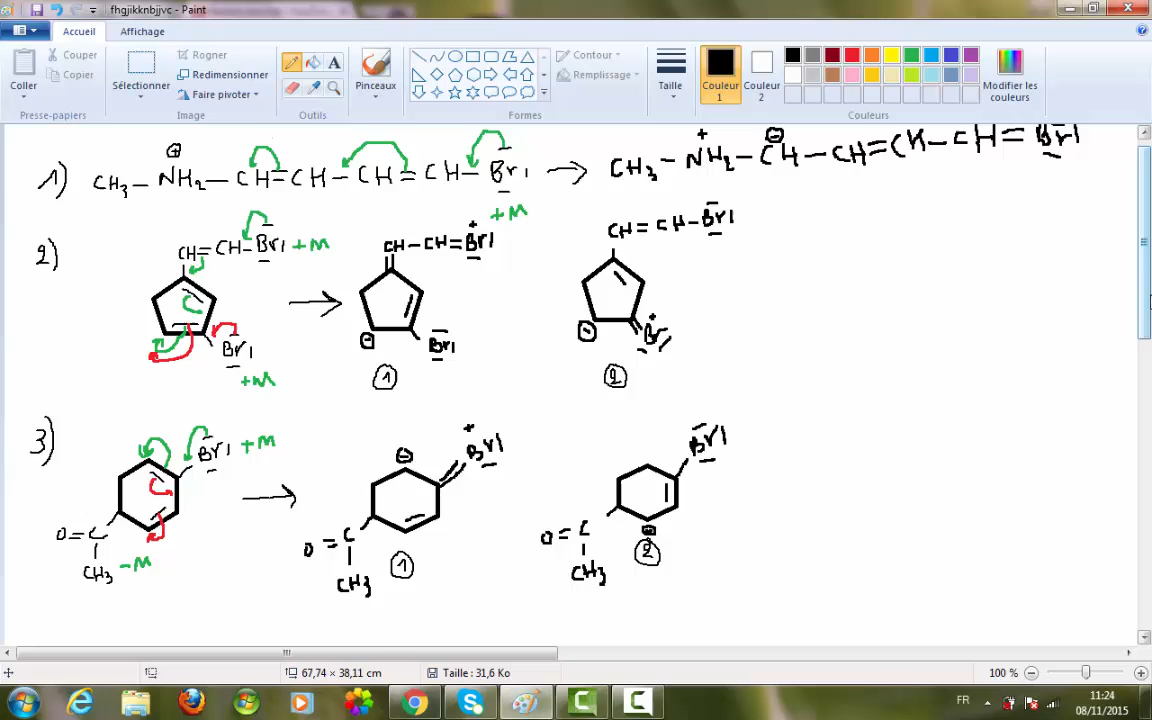 fhgjikknbjjvc - Paint
Accueil
Affichage
Coller
Couper
Copier
Presse-papiers
Sélectionner
Rogner
Redimensionner
Faire pivoter
Image
A
Outils
Pinceaux
Contour
Remplissage
Formes
Taille
Couleur 1
Couleur 2
Modifier les couleurs
Couleurs
1) CH3 — NH2 — CH = CH — CH = CH — Br → CH3 — NH2 — CH — CH = CH — CH = Br
+M
2)
CH = CH — Br +M
Br
+M
CH — CH = Br
Br
1
CH = CH — Br
Br
2
3)
Br +M
O = C
CH3 -M
Br
O = C
CH3
1
Br
O = C
CH3
2
67,74 × 38,11 cm
Taille : 31,6 Ko
100 %
FR
11:24
08/11/2015